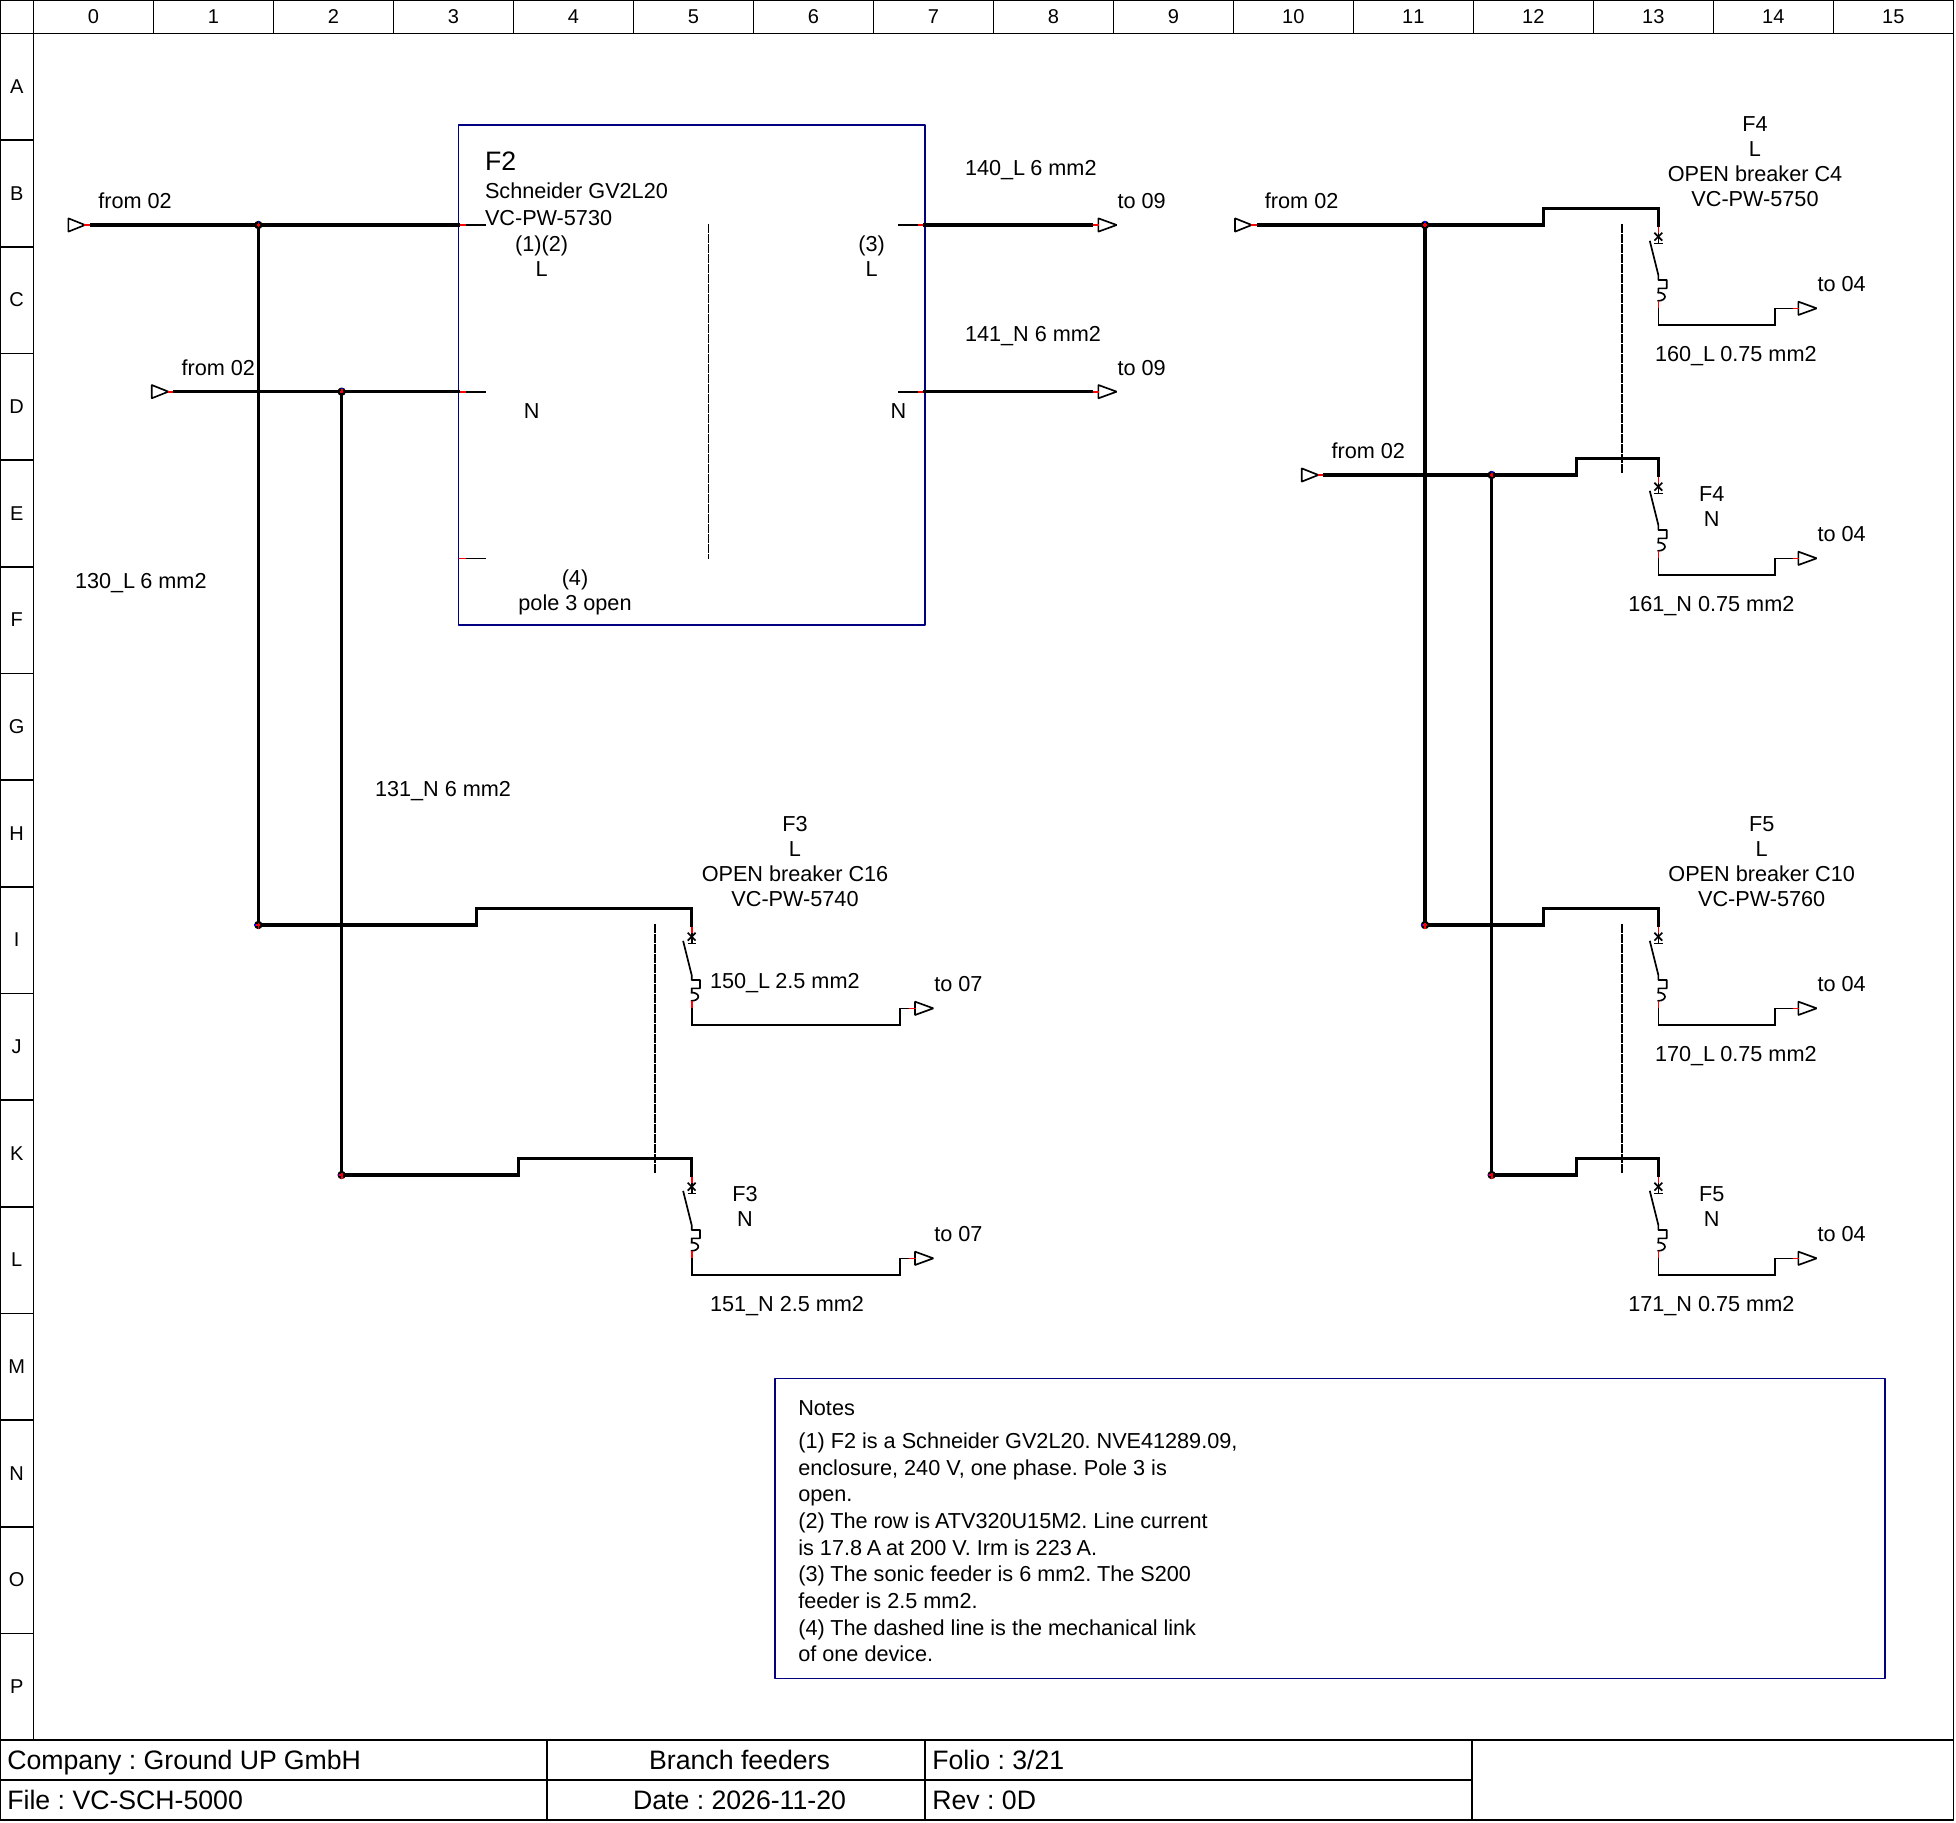 0 1 2 3 4 5 6 7 8 9 10 11 12 13 14 15
A
B
C
D
E
F
G
H
I
J
K
L
M
N
O
P
from 02
from 02
F2
Schneider GV2L20
VC-PW-5730
(1)(2)
L
(3)
L
N
N
(4)
pole 3 open
140_L 6 mm2
to 09
141_N 6 mm2
to 09
130_L 6 mm2
131_N 6 mm2
F3
L
OPEN breaker C16
VC-PW-5740
150_L 2.5 mm2
to 07
F3
N
to 07
151_N 2.5 mm2
from 02
F4
L
OPEN breaker C4
VC-PW-5750
to 04
160_L 0.75 mm2
from 02
F4
N
to 04
161_N 0.75 mm2
F5
L
OPEN breaker C10
VC-PW-5760
to 04
170_L 0.75 mm2
F5
N
to 04
171_N 0.75 mm2
Notes
(1) F2 is a Schneider GV2L20. NVE41289.09,
enclosure, 240 V, one phase. Pole 3 is
open.
(2) The row is ATV320U15M2. Line current
is 17.8 A at 200 V. Irm is 223 A.
(3) The sonic feeder is 6 mm2. The S200
feeder is 2.5 mm2.
(4) The dashed line is the mechanical link
of one device.
Company : Ground UP GmbH
Branch feeders
Folio : 3/21
File : VC-SCH-5000
Date : 2026-11-20
Rev : 0D